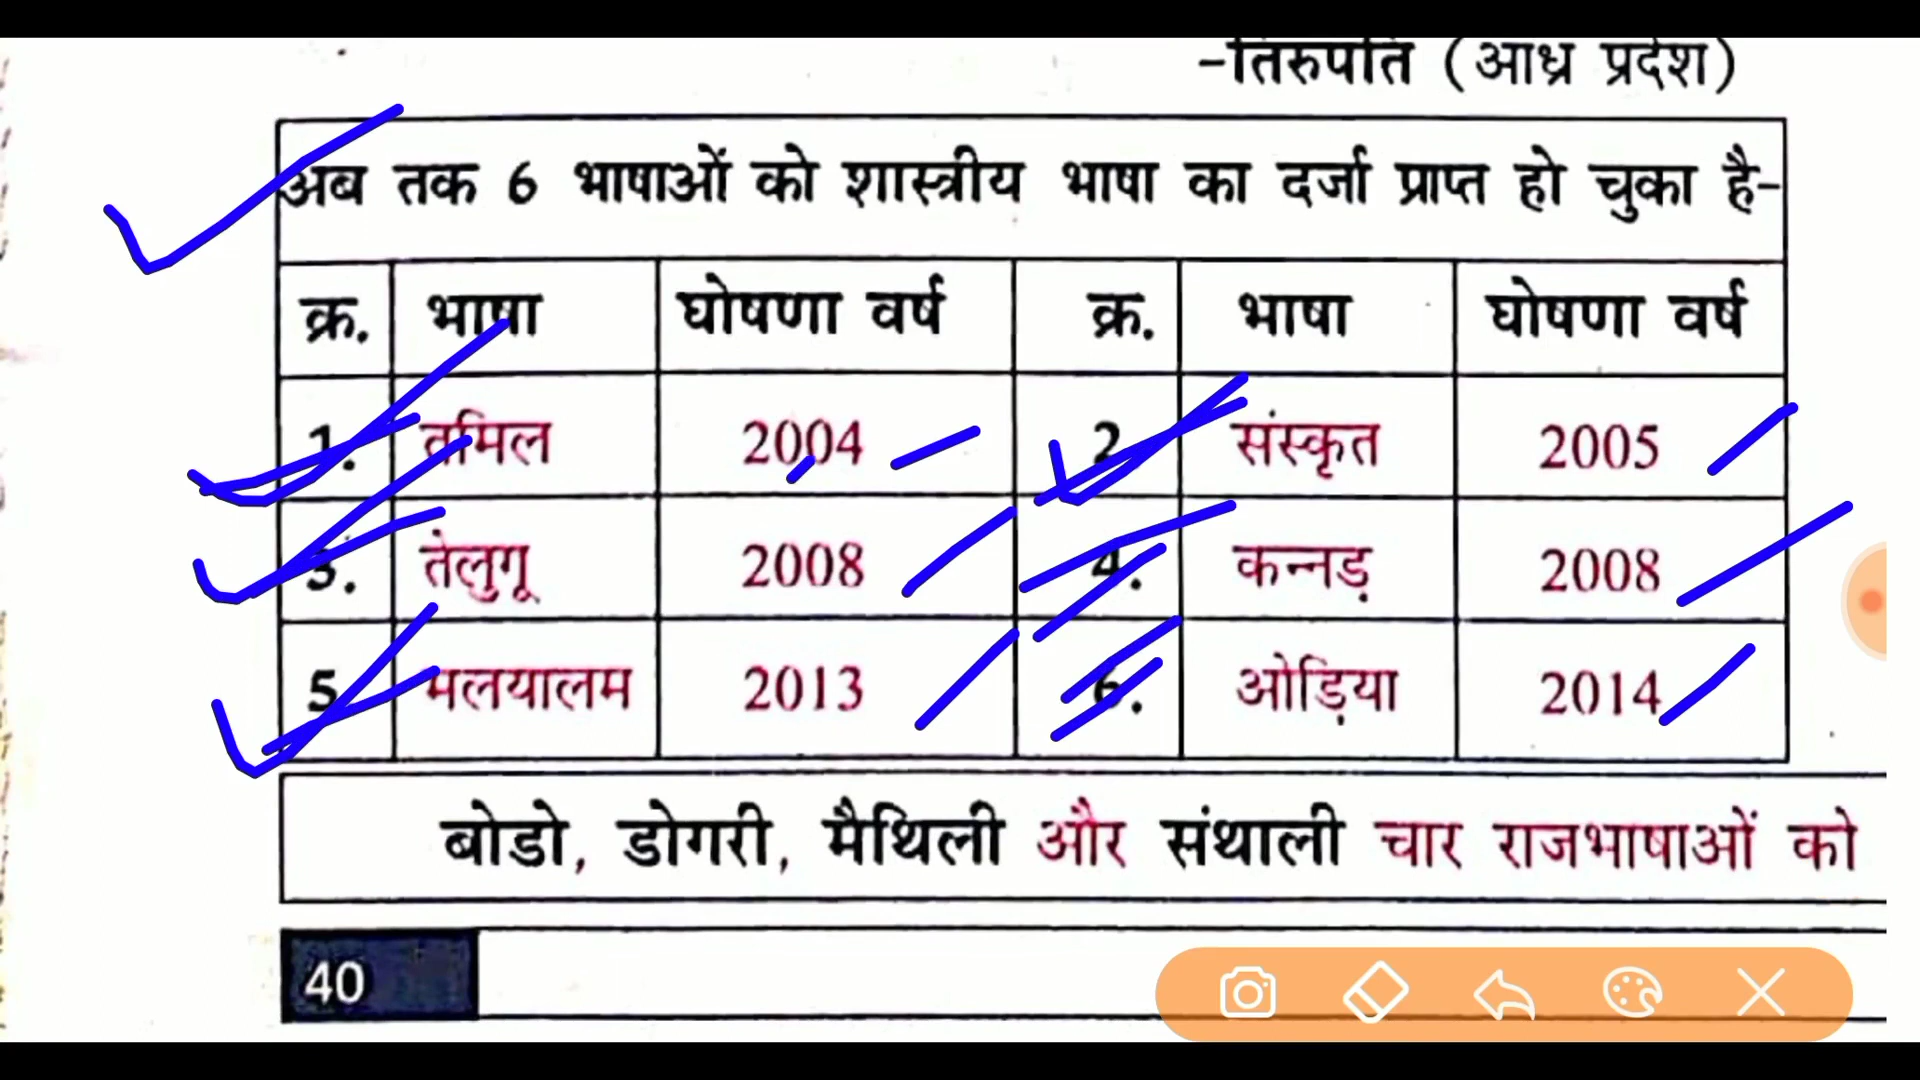 -तिरुपति (आंध्र प्रदेश)
अब तक 6 भाषाओं को शास्त्रीय भाषा का दर्जा प्राप्त हो चुका है-
क्र. भाषा घोषणा वर्ष क्र. भाषा घोषणा वर्ष
1. तमिल 2004 2 संस्कृत 2005
3. तेलुगू 2008 4. कन्नड़ 2008
5 मलयालम 2013 6. ओड़िया 2014
बोडो, डोगरी, मैथिली और संथाली चार राजभाषाओं को
40